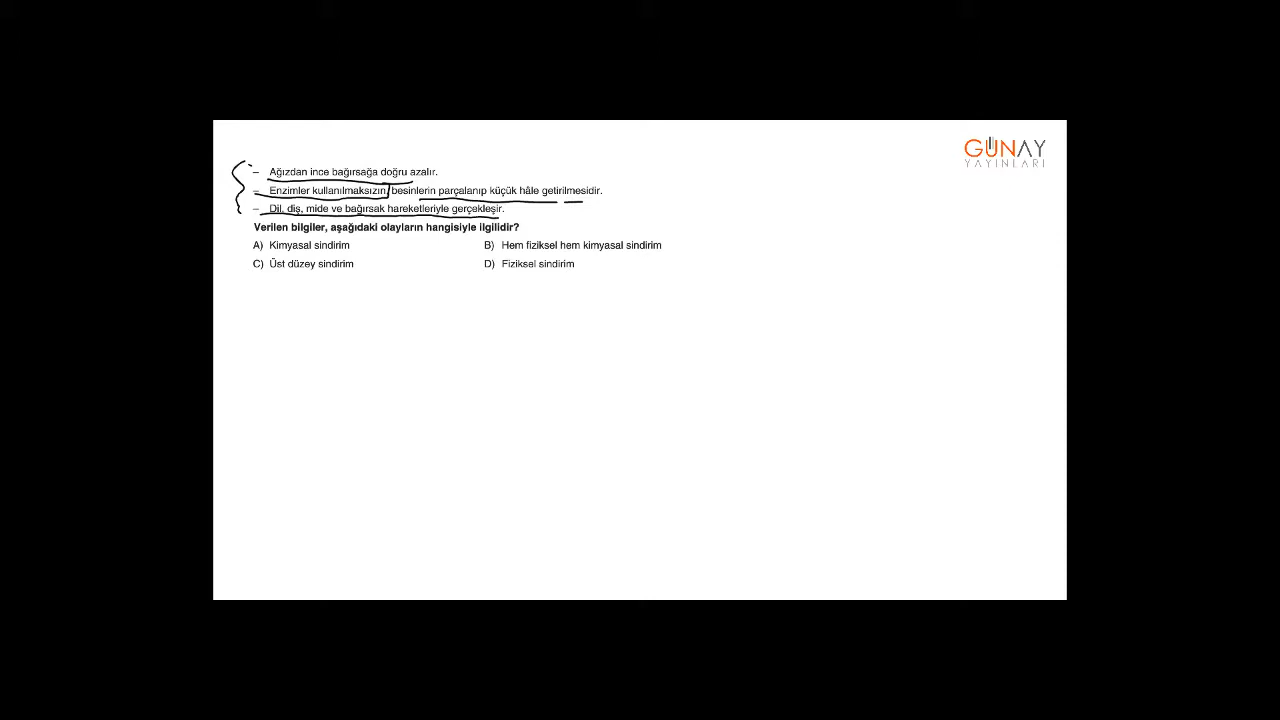 GÜNAY
YAYINLARI
– Ağızdan ince bağırsağa doğru azalır.
– Enzimler kullanılmaksızın besinlerin parçalanıp küçük hâle getirilmesidir.
– Dil, diş, mide ve bağırsak hareketleriyle gerçekleşir.
Verilen bilgiler, aşağıdaki olayların hangisiyle ilgilidir?
A) Kimyasal sindirim B) Hem fiziksel hem kimyasal sindirim
C) Üst düzey sindirim D) Fiziksel sindirim